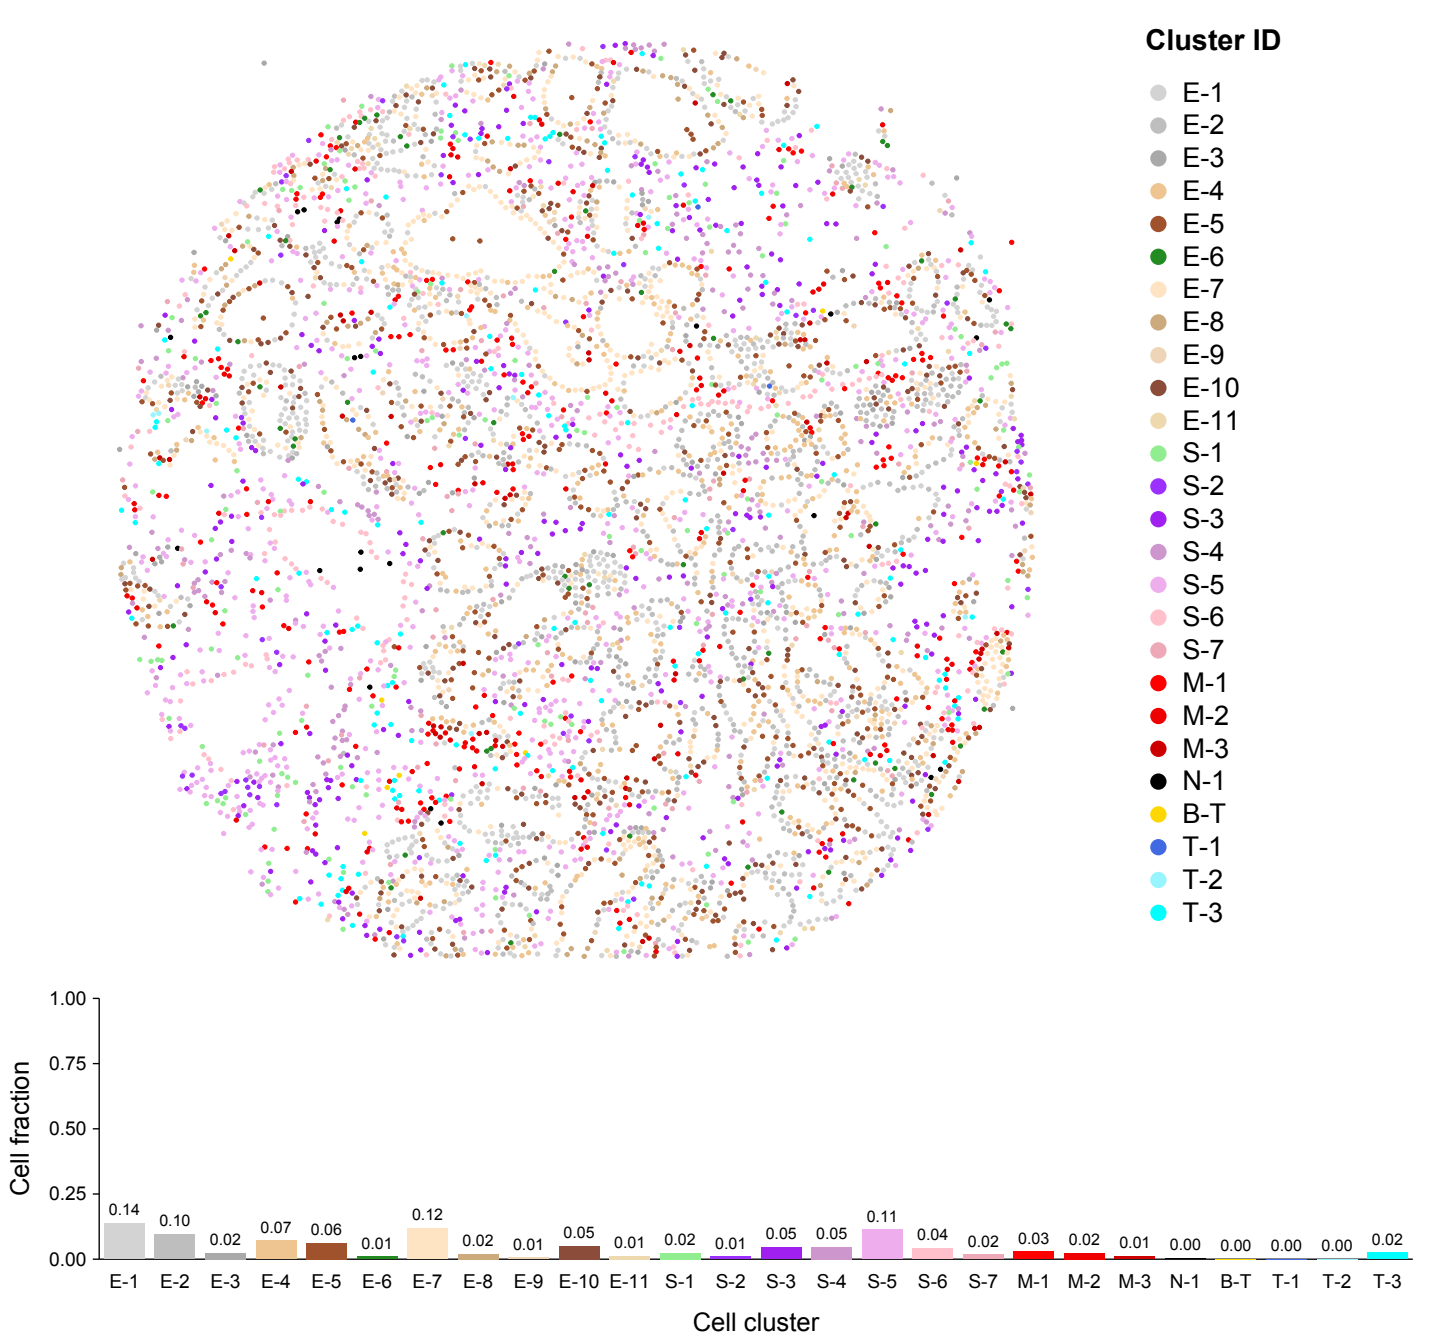 Cluster ID
E-1
E-2
E-3
E-4
E-5
E-6
E-7
E-8
E-9
E-10
E-11
S-1
S-2
S-3
S-4
S-5
S-6
S-7
M-1
M-2
M-3
N-1
B-T
T-1
T-2
T-3
1.00
0.75
0.50
0.25
0.00
Cell fraction
0.14 0.10 0.02 0.07 0.06 0.01 0.12 0.02 0.01 0.05 0.01 0.02 0.01 0.05 0.05 0.11 0.04 0.02 0.03 0.02 0.01 0.00 0.00 0.00 0.00 0.02
E-1 E-2 E-3 E-4 E-5 E-6 E-7 E-8 E-9 E-10 E-11 S-1 S-2 S-3 S-4 S-5 S-6 S-7 M-1 M-2 M-3 N-1 B-T T-1 T-2 T-3
Cell cluster